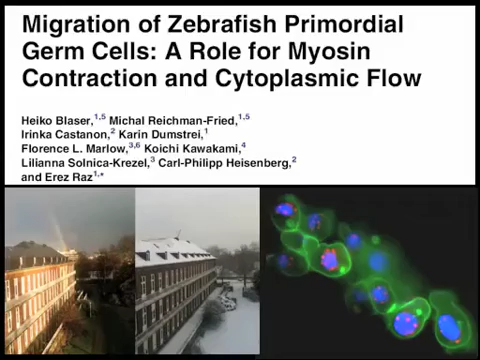 Migration of Zebrafish Primordial
Germ Cells: A Role for Myosin
Contraction and Cytoplasmic Flow
Heiko Blaser,1,5 Michal Reichman-Fried,1,5
Irinka Castanon,2 Karin Dumstrei,1
Florence L. Marlow,3,6 Koichi Kawakami,4
Lilianna Solnica-Krezel,3 Carl-Philipp Heisenberg,2
and Erez Raz1,*